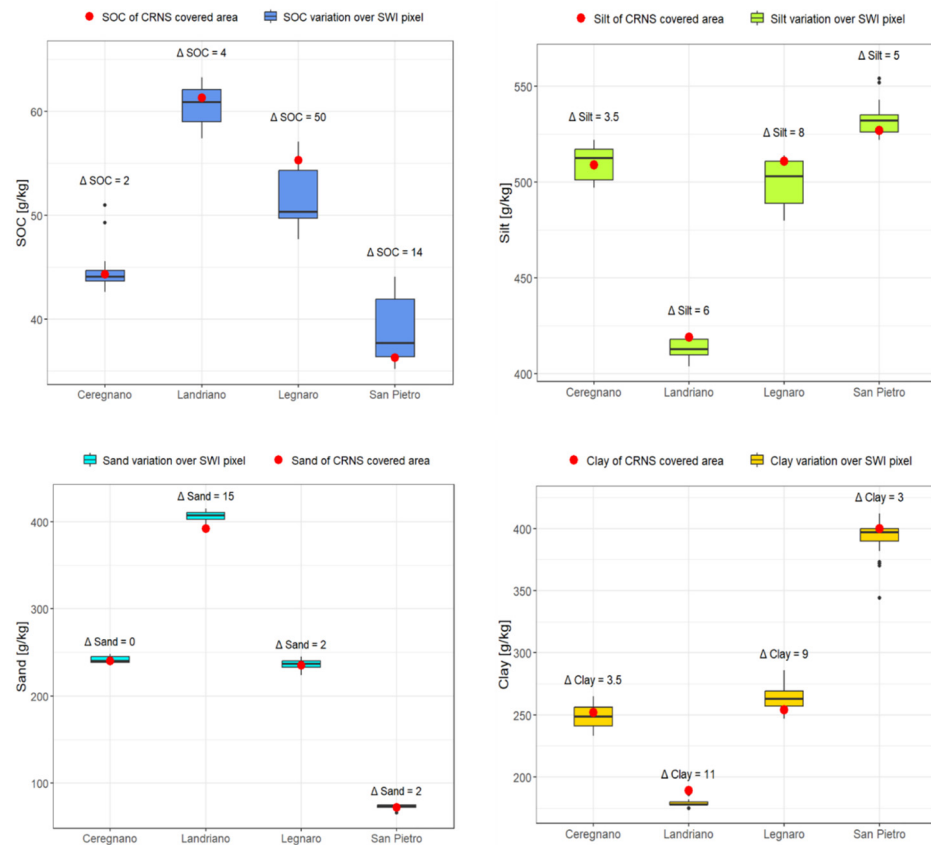 SOC of CRNS covered area SOC variation over SWI pixel
Δ SOC = 4
60
Δ SOC = 50
Δ SOC = 2
50
Δ SOC = 14
40
SOC [g/kg]
Ceregnano Landriano Legnaro San Pietro
Silt of CRNS covered area Silt variation over SWI pixel
Δ Silt = 5
550
Δ Silt = 3.5
Δ Silt = 8
500
450
Δ Silt = 6
400
Silt [g/kg]
Ceregnano Landriano Legnaro San Pietro
Sand variation over SWI pixel Sand of CRNS covered area
Δ Sand = 15
400
300
Δ Sand = 0
Δ Sand = 2
200
100
Δ Sand = 2
Sand [g/kg]
Ceregnano Landriano Legnaro San Pietro
Clay of CRNS covered area Clay variation over SWI pixel
Δ Clay = 3
400
350
300
Δ Clay = 9
Δ Clay = 3.5
250
200
Δ Clay = 11
Clay [g/kg]
Ceregnano Landriano Legnaro San Pietro